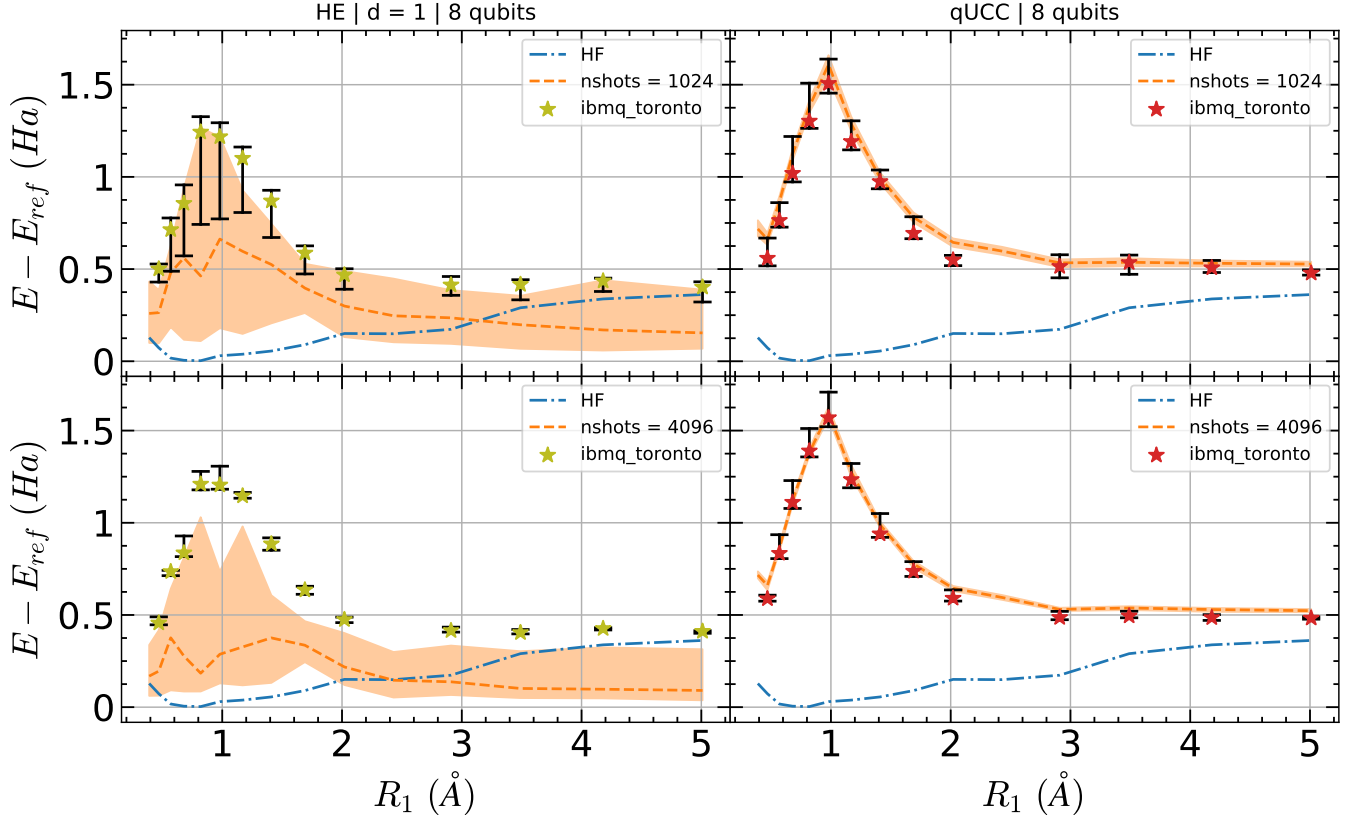 HE | d = 1 | 8 qubits
qUCC | 8 qubits
E − E_ref (Ha)
1.5
1
0.5
0
HF
nshots = 1024
ibmq_toronto
HF
nshots = 1024
ibmq_toronto
E − E_ref (Ha)
1.5
1
0.5
0
HF
nshots = 4096
ibmq_toronto
HF
nshots = 4096
ibmq_toronto
1 2 3 4 5
1 2 3 4 5
R₁ (Å)
R₁ (Å)